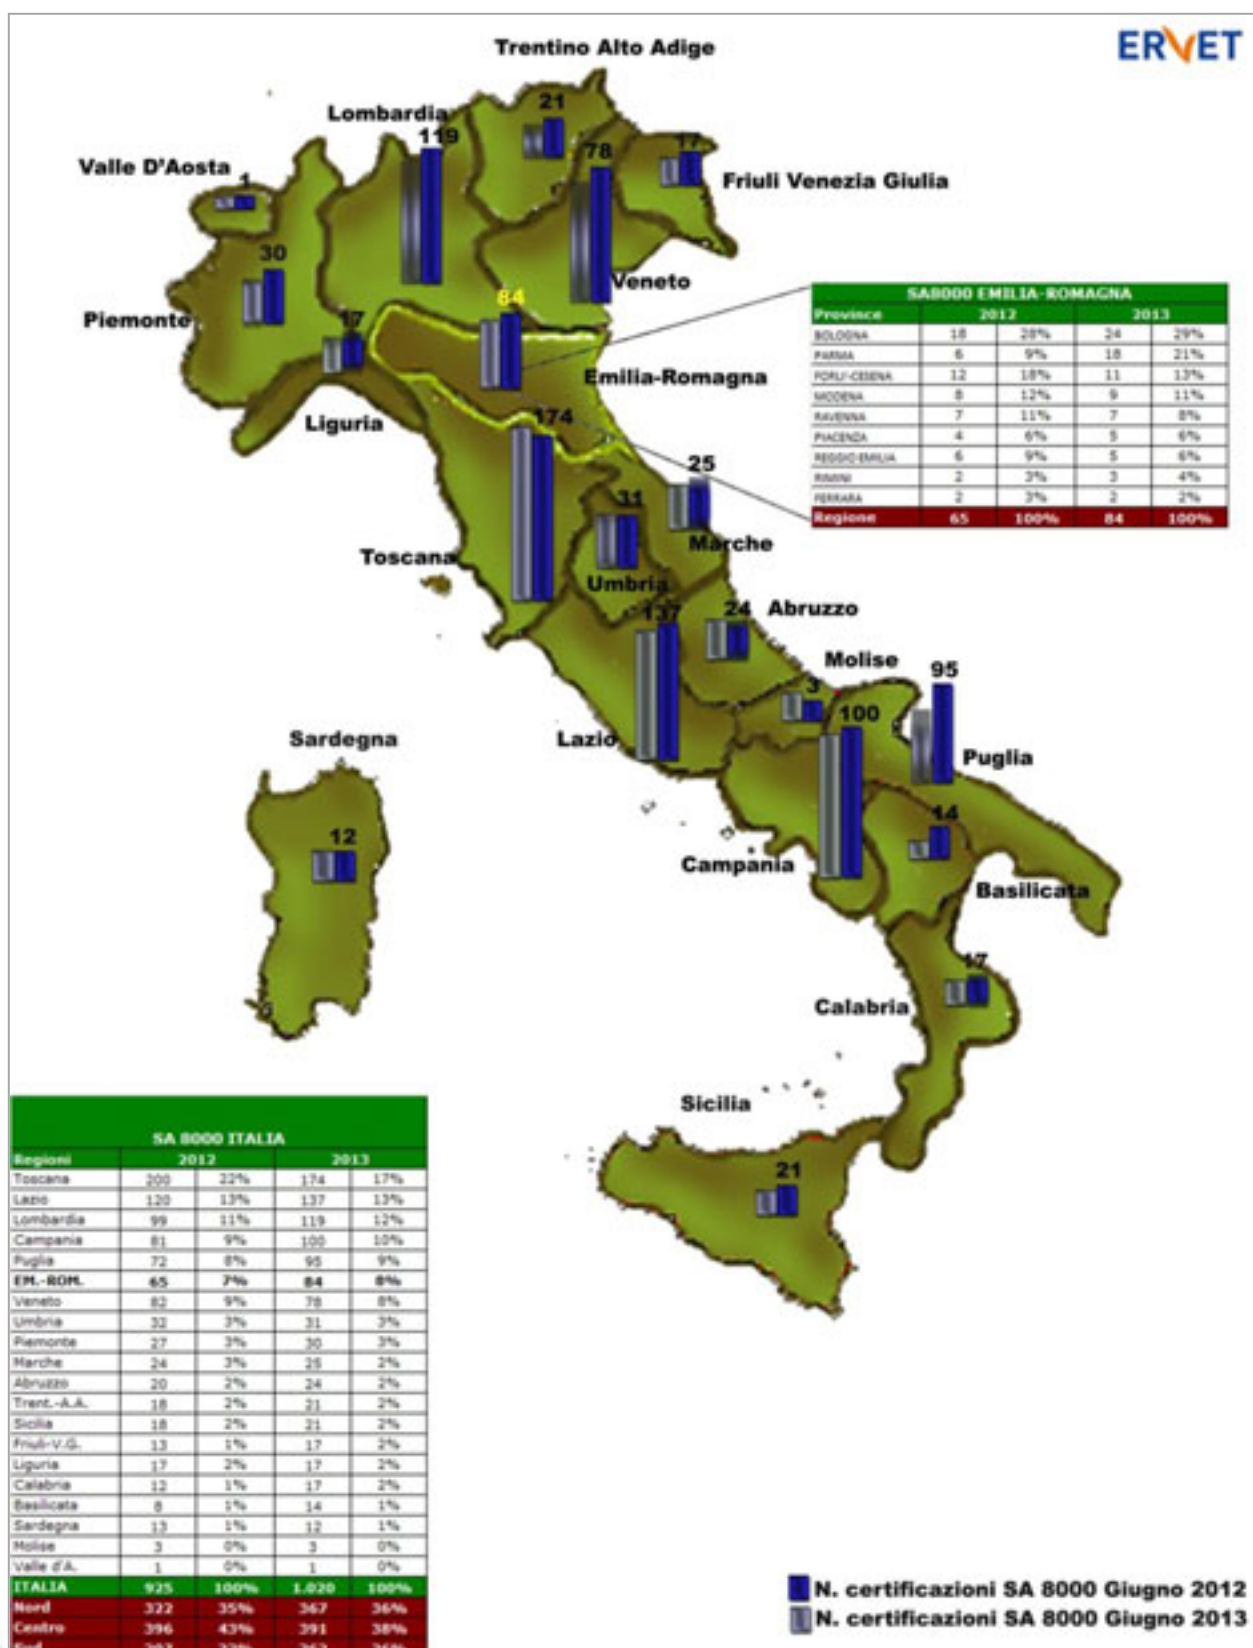 ERVET
Trentino Alto Adige
21
Lombardia
119
17
78
Valle D'Aosta
1
Friuli Venezia Giulia
30
Veneto
84
Piemonte
17
Emilia-Romagna
Liguria
174
25
31
Marche
Toscana
Umbria
137
24
Abruzzo
Molise
3
95
100
Lazio
Puglia
Sardegna
12
14
Campania
Basilicata
17
Calabria
Sicilia
21
SA8000 EMILIA-ROMAGNA
Province 2012 2013
BOLOGNA 18 28% 24 29%
PARMA 6 9% 18 21%
FORLI'-CESENA 12 18% 11 13%
MODENA 8 12% 9 11%
RAVENNA 7 11% 7 8%
PIACENZA 4 6% 5 6%
REGGIO EMILIA 6 9% 5 6%
RIMINI 2 3% 3 4%
FERRARA 2 3% 2 2%
Regione 65 100% 84 100%
SA 8000 ITALIA
Regioni 2012 2013
Toscana 200 22% 174 17%
Lazio 120 13% 137 13%
Lombardia 99 11% 119 12%
Campania 81 9% 100 10%
Puglia 72 8% 95 9%
EM.-ROM. 65 7% 84 8%
Veneto 82 9% 78 8%
Umbria 32 3% 31 3%
Piemonte 27 3% 30 3%
Marche 24 3% 25 2%
Abruzzo 20 2% 24 2%
Trent.-A.A. 18 2% 21 2%
Sicilia 18 2% 21 2%
Friuli-V.G. 13 1% 17 2%
Liguria 17 2% 17 2%
Calabria 12 1% 17 2%
Basilicata 8 1% 14 1%
Sardegna 13 1% 12 1%
Molise 3 0% 3 0%
Valle d'A. 1 0% 1 0%
ITALIA 925 100% 1.020 100%
Nord 322 35% 367 36%
Centro 396 43% 391 38%
N. certificazioni SA 8000 Giugno 2012
N. certificazioni SA 8000 Giugno 2013